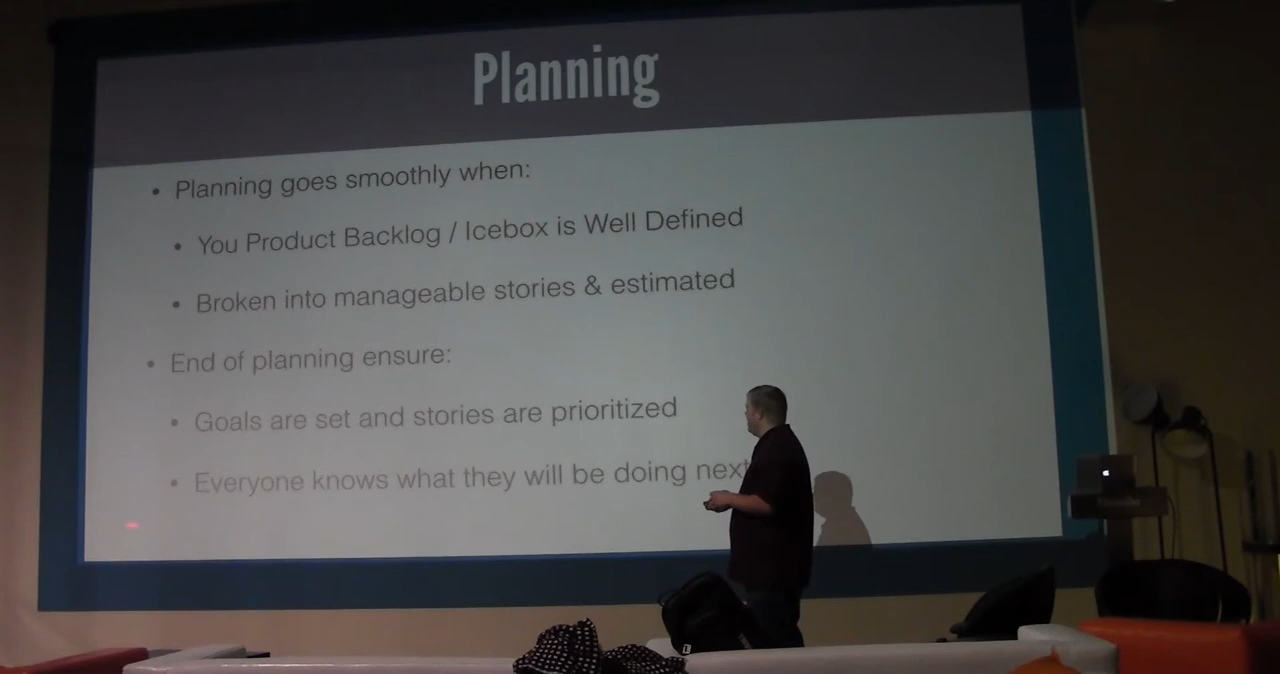 Planning
• Planning goes smoothly when:
• You Product Backlog / Icebox is Well Defined
• Broken into manageable stories & estimated
• End of planning ensure:
• Goals are set and stories are prioritized
• Everyone knows what they will be doing next